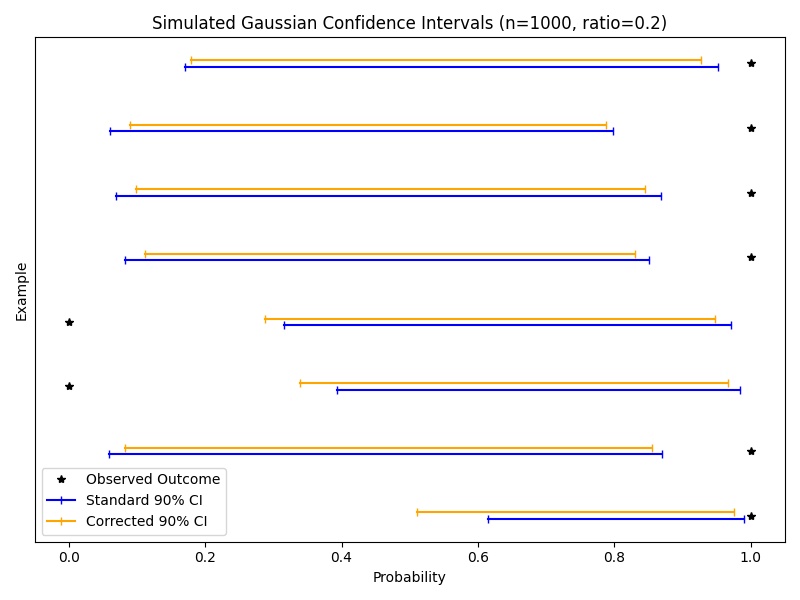 Simulated Gaussian Confidence Intervals (n=1000, ratio=0.2)
Example
Observed Outcome
Standard 90% CI
Corrected 90% CI
0.0 0.2 0.4 0.6 0.8 1.0
Probability